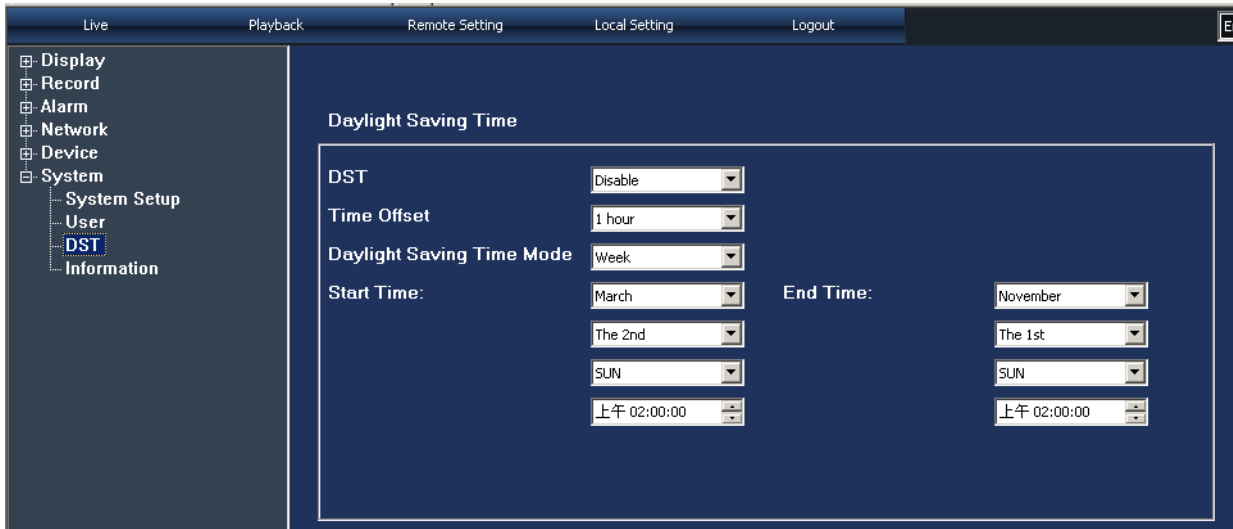 Live Playback Remote Setting Local Setting Logout
Display
Record
Alarm
Network
Device
System
System Setup
User
DST
Information
Daylight Saving Time
DST Disable
Time Offset 1 hour
Daylight Saving Time Mode Week
Start Time: March End Time: November
The 2nd The 1st
SUN SUN
上午 02:00:00 上午 02:00:00